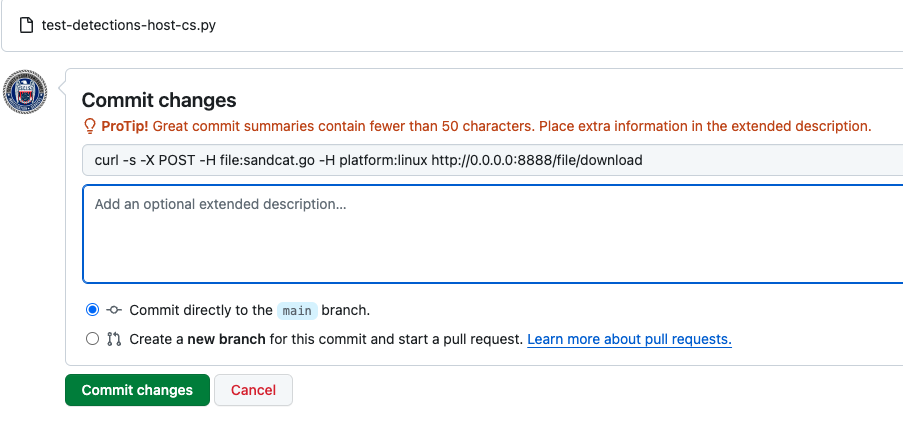 test-detections-host-cs.py
Commit changes
ProTip! Great commit summaries contain fewer than 50 characters. Place extra information in the extended description.
curl -s -X POST -H file:sandcat.go -H platform:linux http://0.0.0.0:8888/file/download
Add an optional extended description...
Commit directly to the main branch.
Create a new branch for this commit and start a pull request. Learn more about pull requests.
Commit changes
Cancel